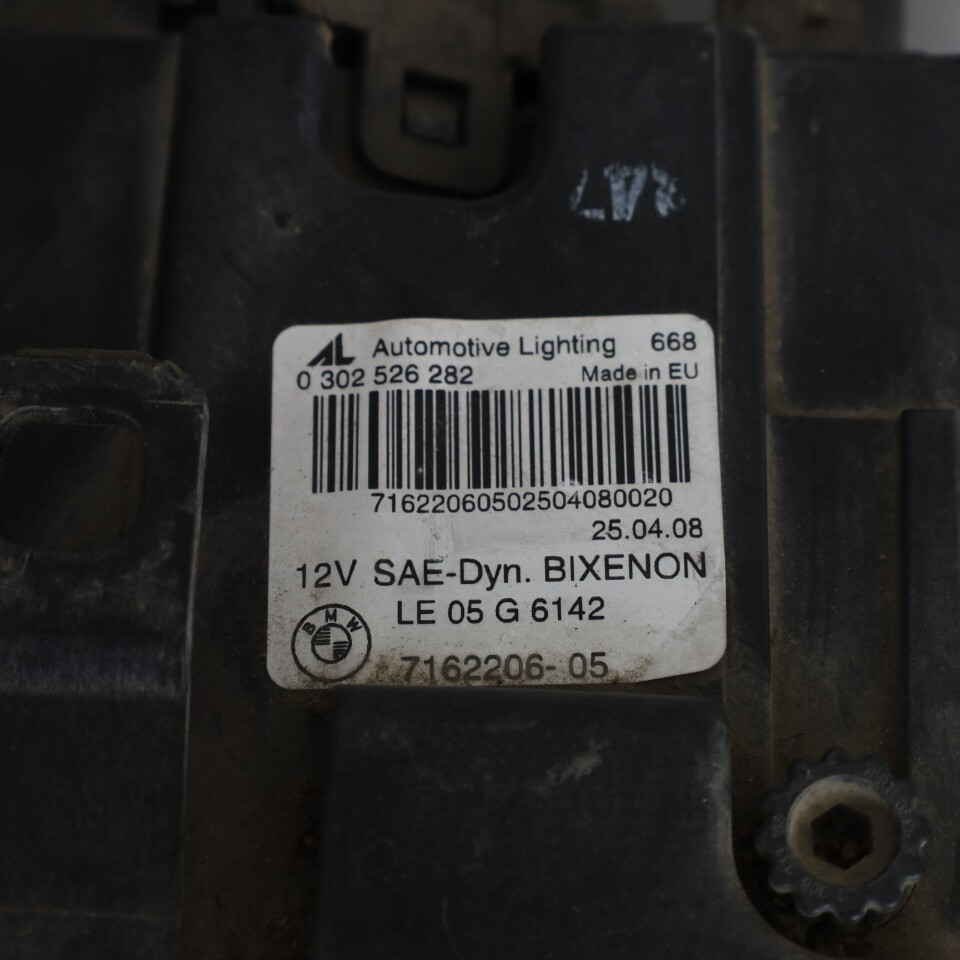 AL Automotive Lighting 668
0 302 526 282 Made in EU
71622060502504080020
25.04.08
12V SAE-Dyn. BIXENON
LE 05 G 6142
BMW
7162206-05